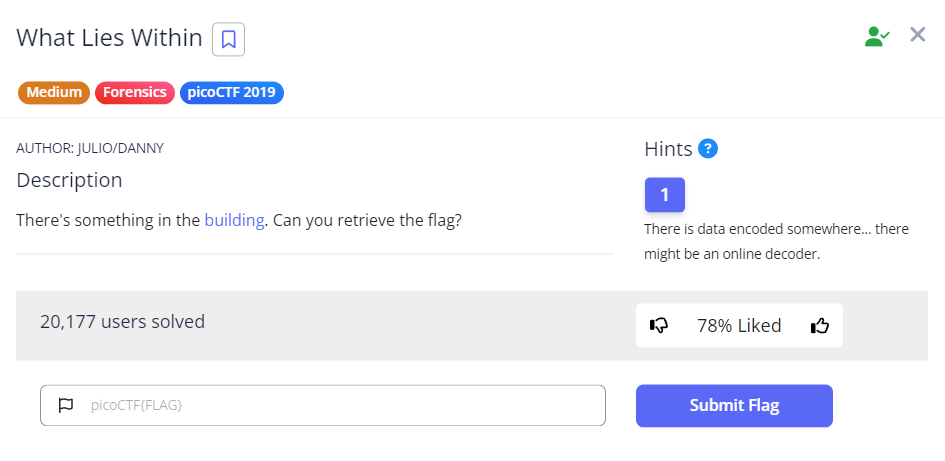 What Lies Within
Medium Forensics picoCTF 2019
AUTHOR: JULIO/DANNY
Description
There's something in the building. Can you retrieve the flag?
Hints ?
1
There is data encoded somewhere... there
might be an online decoder.
20,177 users solved
78% Liked
picoCTF{FLAG}
Submit Flag